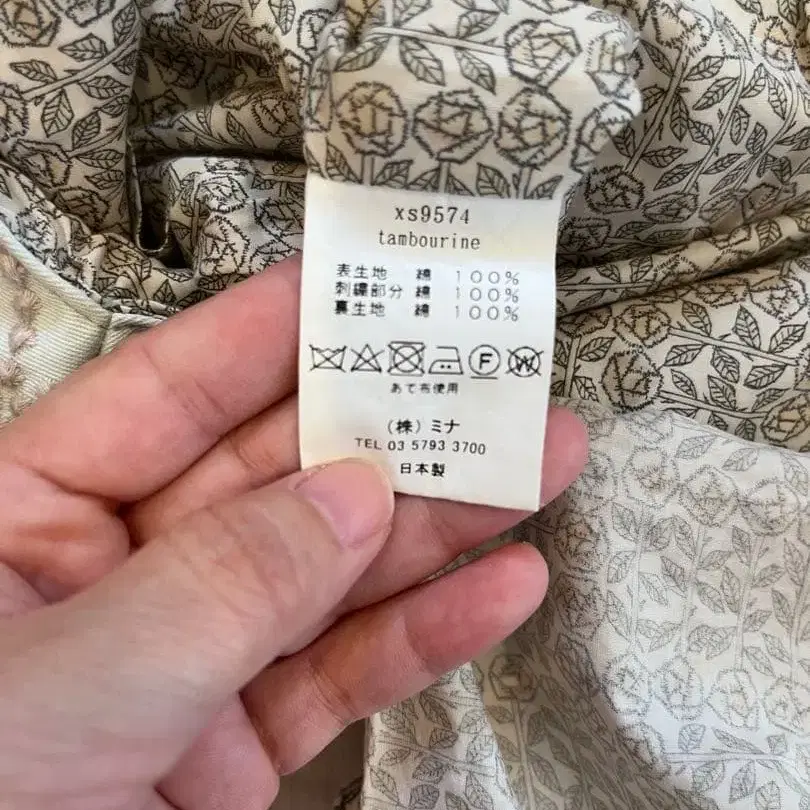 xs9574
tambourine
表生地 綿 100%
刺繍部分 綿 100%
裏生地 綿 100%
F W
あて布使用
(株) ミナ
TEL 03 5793 3700
日本製